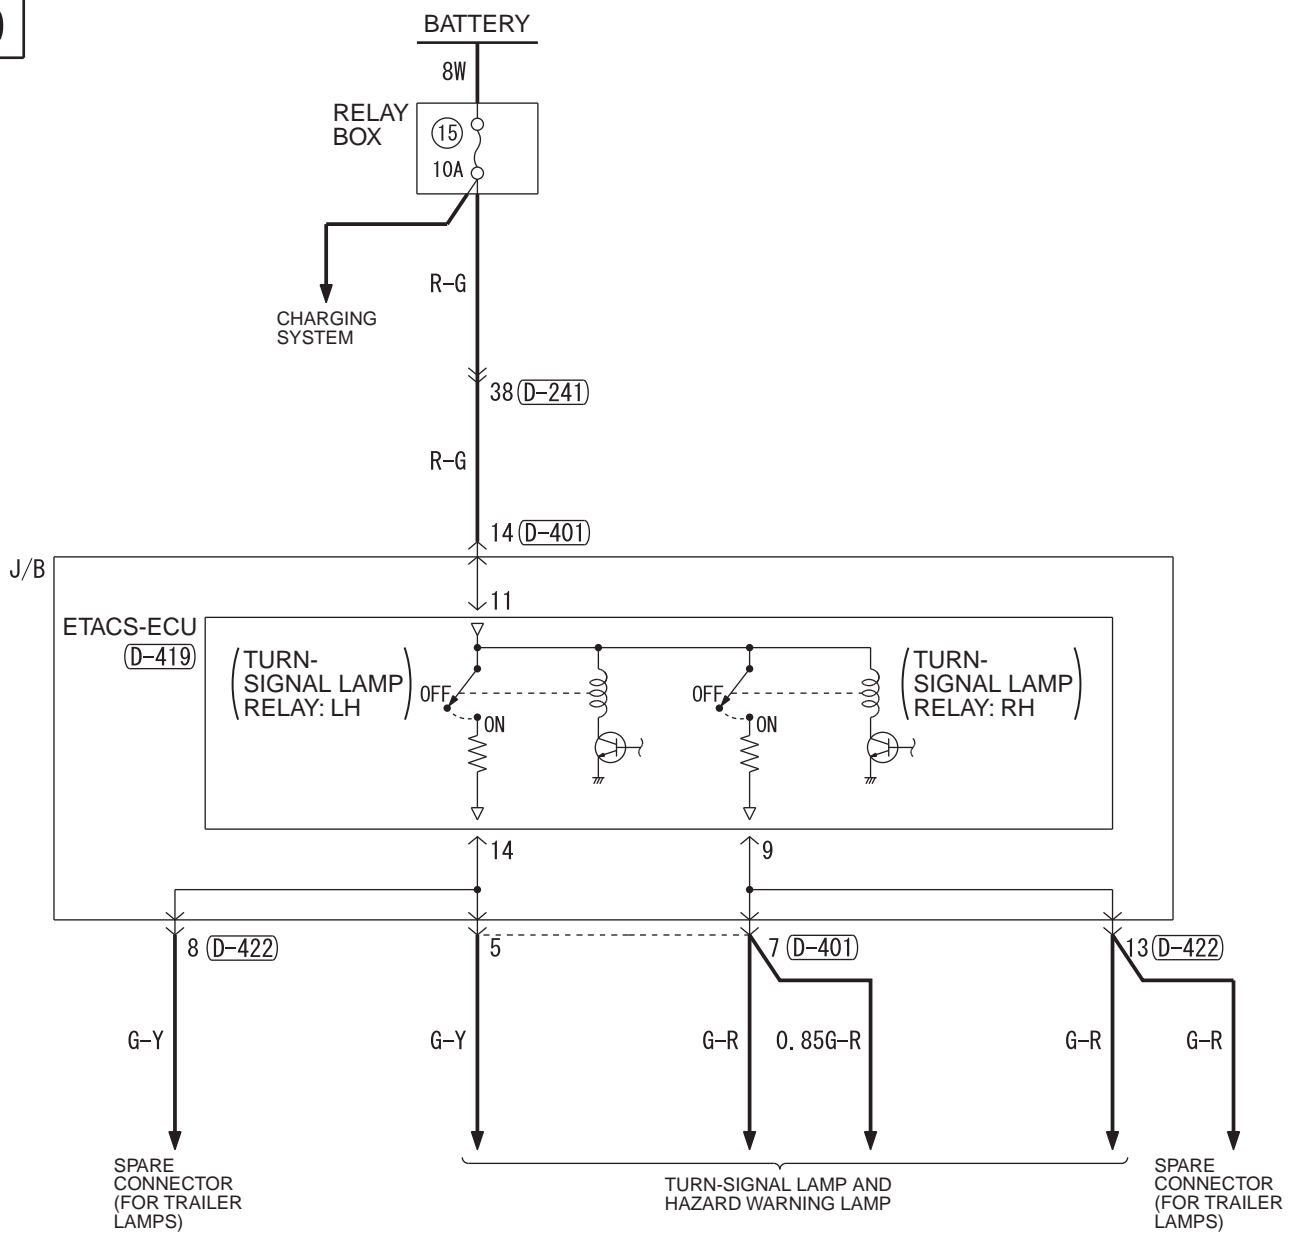 BATTERY
8W
RELAY
BOX
15
10A
R-G
CHARGING
SYSTEM
38 D-241
R-G
14 D-401
J/B
11
ETACS-ECU
D-419
TURN-
SIGNAL LAMP
RELAY: LH
OFF
ON
OFF
ON
TURN-
SIGNAL LAMP
RELAY: RH
14
9
8 D-422
5
7 D-401
13 D-422
G-Y
G-Y
G-R
0.85G-R
G-R
G-R
SPARE
CONNECTOR
(FOR TRAILER
LAMPS)
TURN-SIGNAL LAMP AND
HAZARD WARNING LAMP
SPARE
CONNECTOR
(FOR TRAILER
LAMPS)